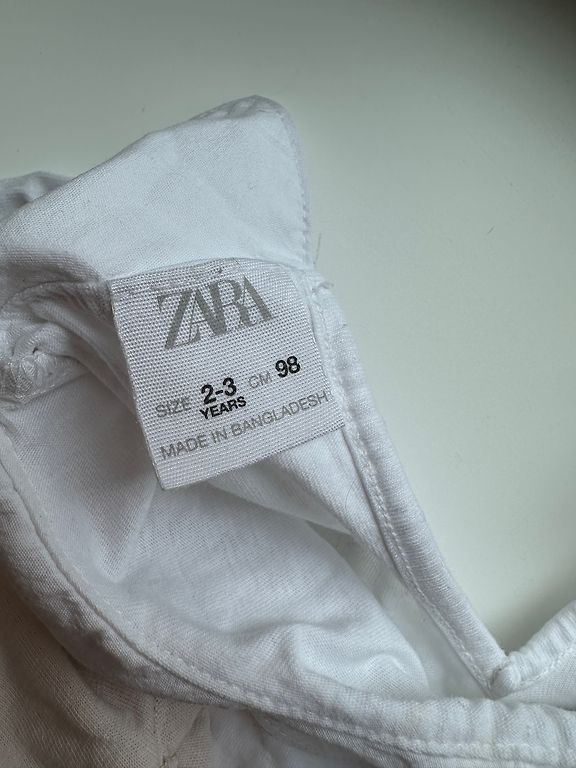 ZARA
SIZE 2-3 YEARS CM 98
MADE IN BANGLADESH